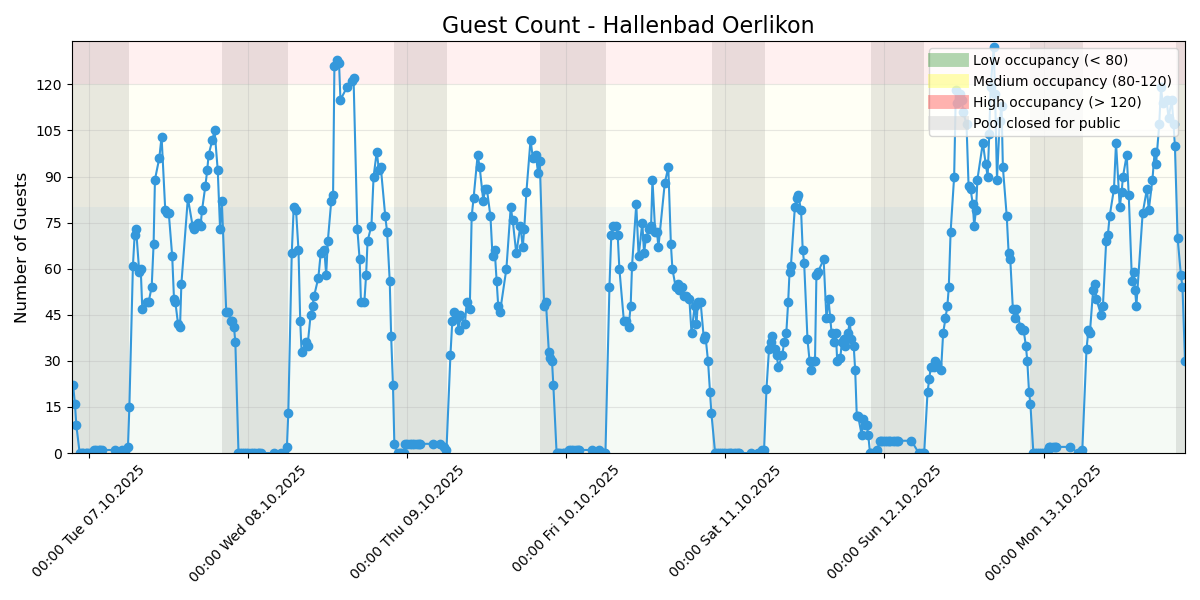 Guest Count - Hallenbad Oerlikon
Number of Guests
120
105
90
75
60
45
30
15
0
Low occupancy (< 80)
Medium occupancy (80-120)
High occupancy (> 120)
Pool closed for public
00:00 Tue 07.10.2025
00:00 Wed 08.10.2025
00:00 Thu 09.10.2025
00:00 Fri 10.10.2025
00:00 Sat 11.10.2025
00:00 Sun 12.10.2025
00:00 Mon 13.10.2025